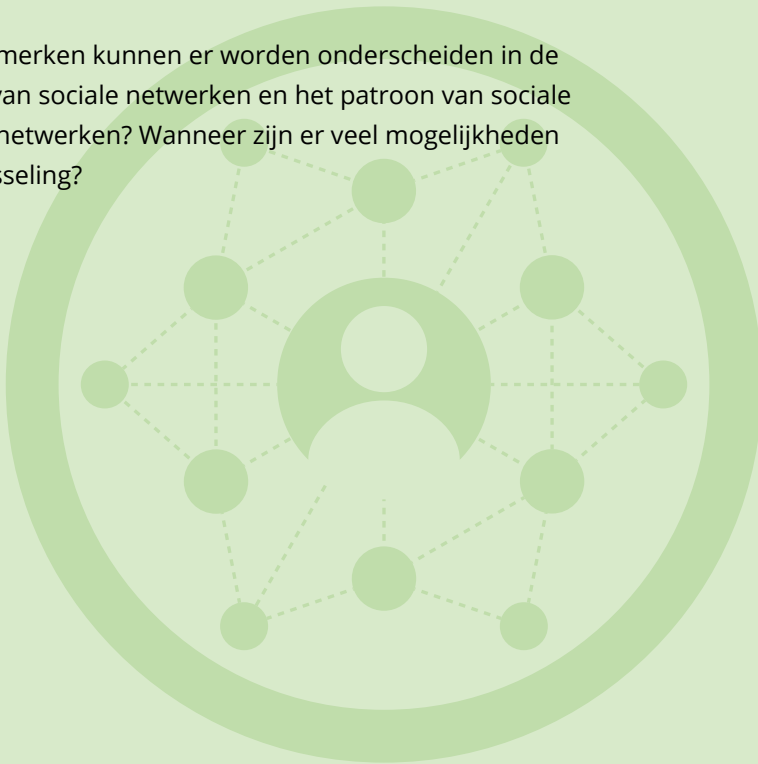 merken kunnen er worden onderscheiden in de
van sociale netwerken en het patroon van sociale
netwerken? Wanneer zijn er veel mogelijkheden
sseling?